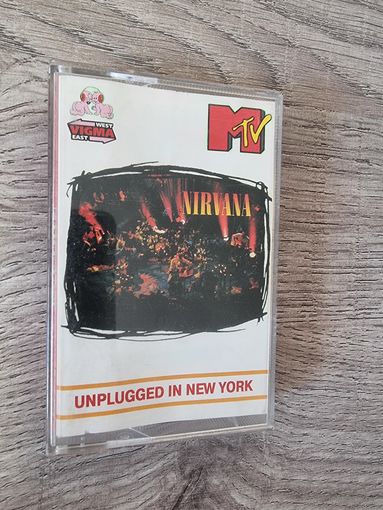 WEST
VIGMA
EAST
MTV
NIRVANA
UNPLUGGED IN NEW YORK